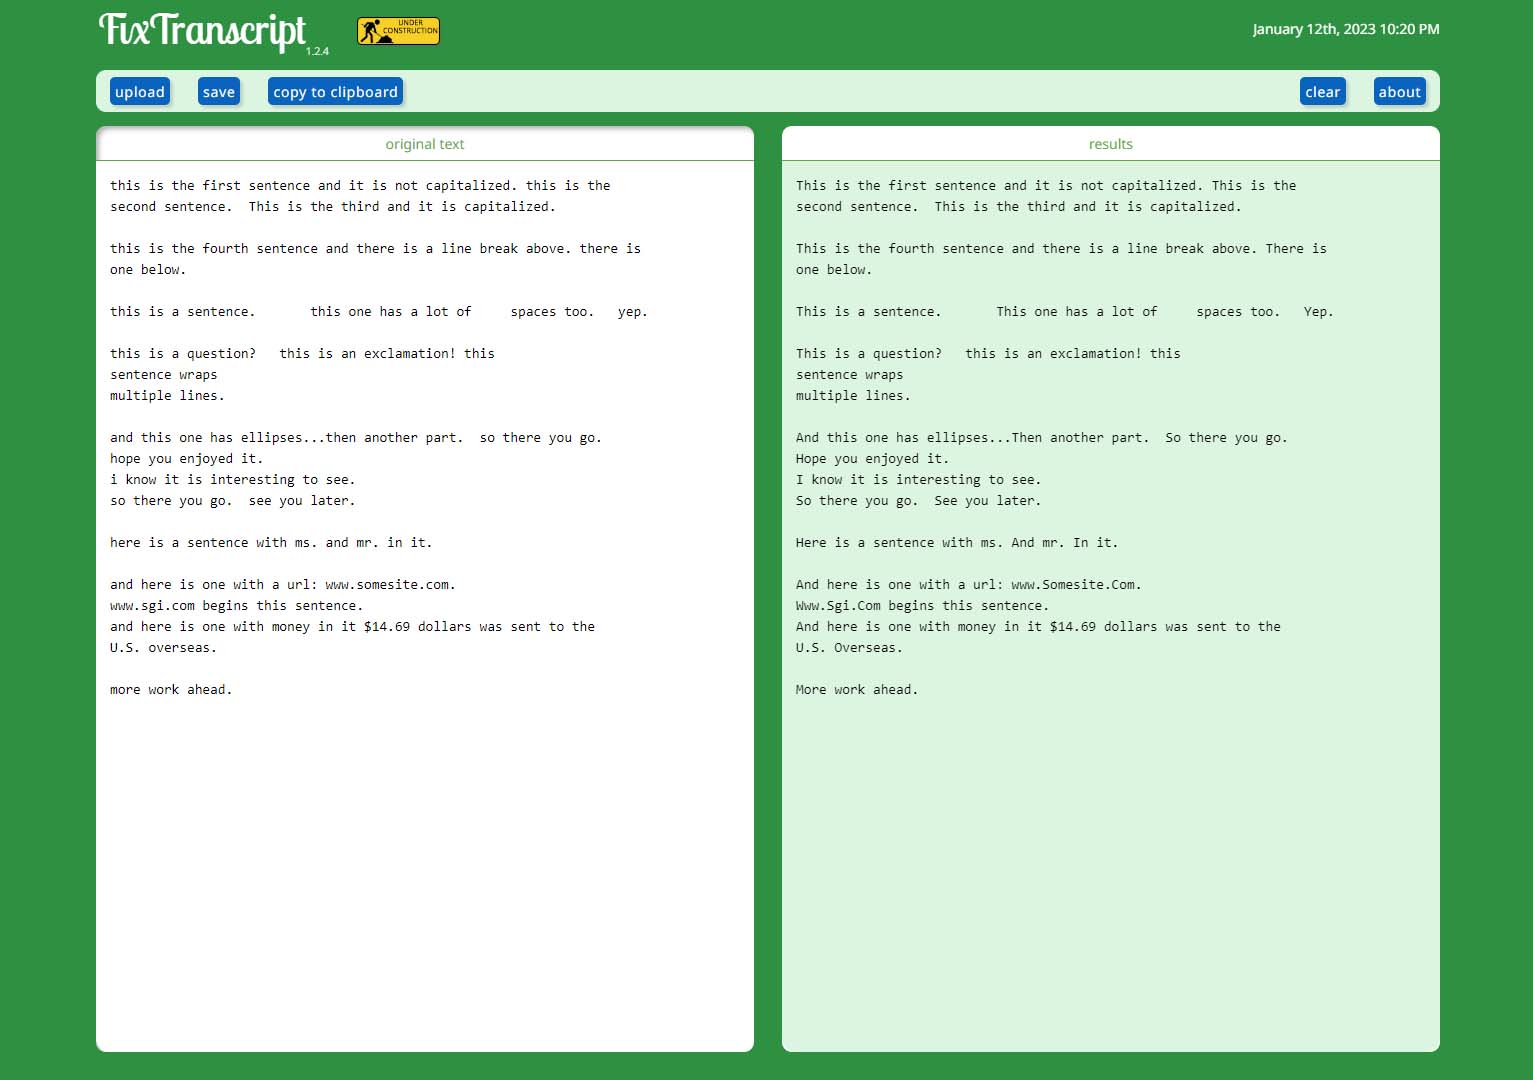 FixTranscript
1.2.4
UNDER
CONSTRUCTION
January 12th, 2023 10:20 PM
upload save copy to clipboard clear about
original text
this is the first sentence and it is not capitalized. this is the
second sentence.  This is the third and it is capitalized.
this is the fourth sentence and there is a line break above. there is
one below.
this is a sentence.       this one has a lot of     spaces too.   yep.
this is a question?   this is an exclamation! this
sentence wraps
multiple lines.
and this one has ellipses...then another part.  so there you go.
hope you enjoyed it.
i know it is interesting to see.
so there you go.  see you later.
here is a sentence with ms. and mr. in it.
and here is one with a url: www.somesite.com.
www.sgi.com begins this sentence.
and here is one with money in it $14.69 dollars was sent to the
U.S. overseas.
more work ahead.
results
This is the first sentence and it is not capitalized. This is the
second sentence.  This is the third and it is capitalized.
This is the fourth sentence and there is a line break above. There is
one below.
This is a sentence.       This one has a lot of     spaces too.   Yep.
This is a question?   this is an exclamation! this
sentence wraps
multiple lines.
And this one has ellipses...Then another part.  So there you go.
Hope you enjoyed it.
I know it is interesting to see.
So there you go.  See you later.
Here is a sentence with ms. And mr. In it.
And here is one with a url: www.Somesite.Com.
Www.Sgi.Com begins this sentence.
And here is one with money in it $14.69 dollars was sent to the
U.S. Overseas.
More work ahead.